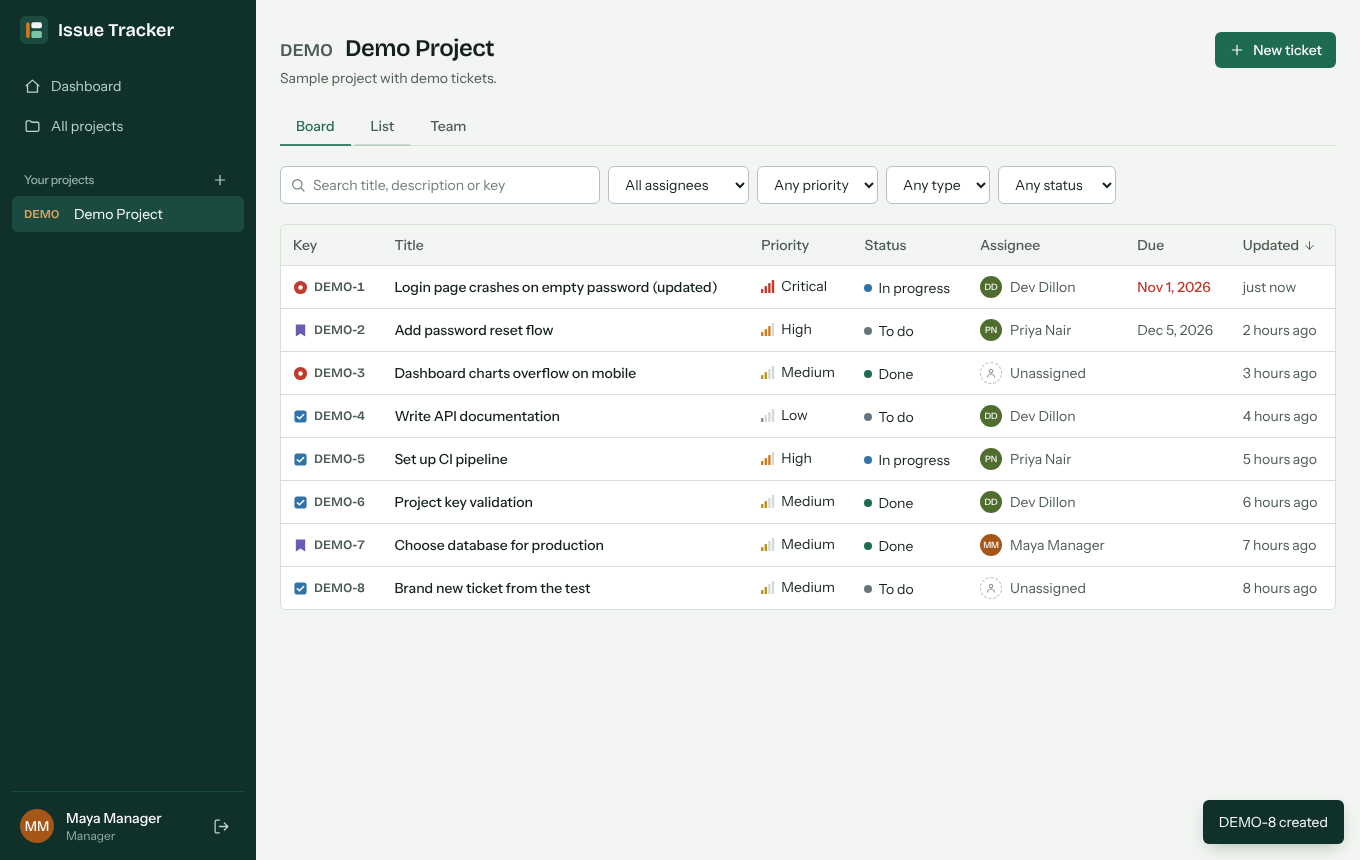 Issue Tracker
Dashboard
All projects
Your projects
DEMO Demo Project
MM Maya Manager
Manager
DEMO Demo Project
Sample project with demo tickets.
New ticket
Board List Team
Search title, description or key All assignees Any priority Any type Any status
Key Title Priority Status Assignee Due Updated ↓
DEMO-1 Login page crashes on empty password (updated) Critical In progress DD Dev Dillon Nov 1, 2026 just now
DEMO-2 Add password reset flow High To do PN Priya Nair Dec 5, 2026 2 hours ago
DEMO-3 Dashboard charts overflow on mobile Medium Done Unassigned 3 hours ago
DEMO-4 Write API documentation Low To do DD Dev Dillon 4 hours ago
DEMO-5 Set up CI pipeline High In progress PN Priya Nair 5 hours ago
DEMO-6 Project key validation Medium Done DD Dev Dillon 6 hours ago
DEMO-7 Choose database for production Medium Done MM Maya Manager 7 hours ago
DEMO-8 Brand new ticket from the test Medium To do Unassigned 8 hours ago
DEMO-8 created